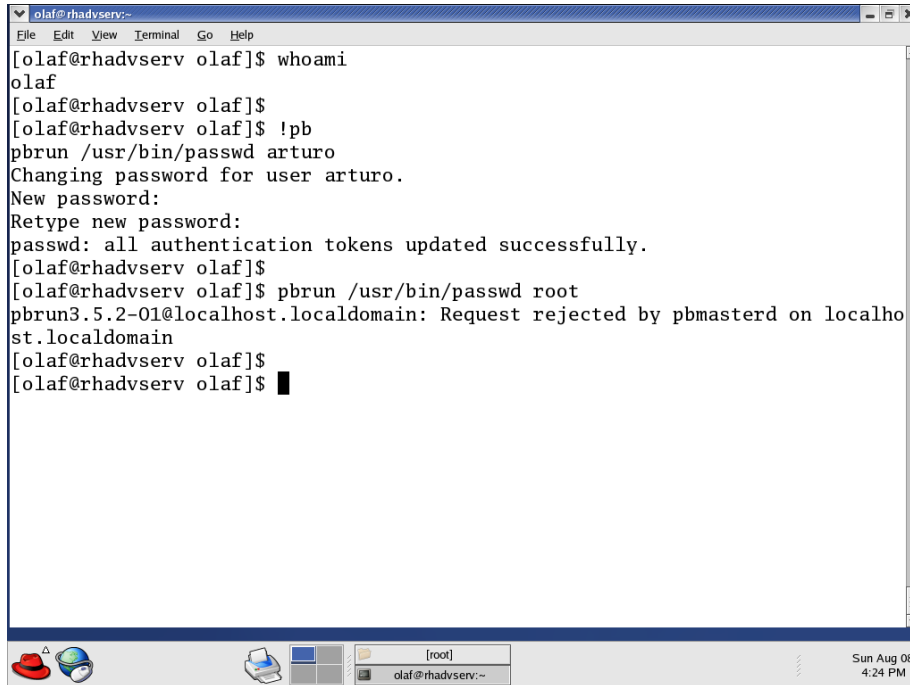 olaf@rhadvserv:~
File Edit View Terminal Go Help
[olaf@rhadvserv olaf]$ whoami
olaf
[olaf@rhadvserv olaf]$
[olaf@rhadvserv olaf]$ !pb
pbrun /usr/bin/passwd arturo
Changing password for user arturo.
New password:
Retype new password:
passwd: all authentication tokens updated successfully.
[olaf@rhadvserv olaf]$
[olaf@rhadvserv olaf]$ pbrun /usr/bin/passwd root
pbrun3.5.2-01@localhost.localdomain: Request rejected by pbmasterd on localho
st.localdomain
[olaf@rhadvserv olaf]$
[olaf@rhadvserv olaf]$
[root]
olaf@rhadvserv:~
Sun Aug 08
4:24 PM